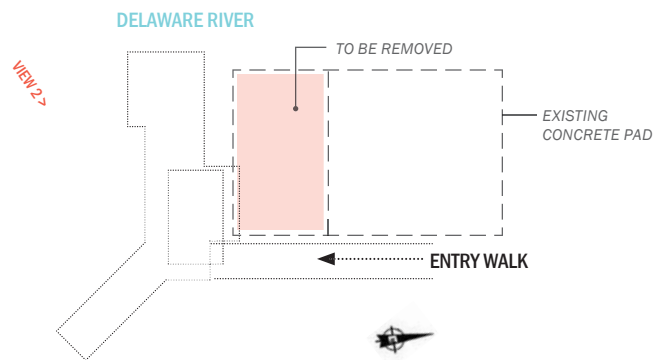 DELAWARE RIVER
TO BE REMOVED
VIEW 2 >
EXISTING
CONCRETE PAD
ENTRY WALK